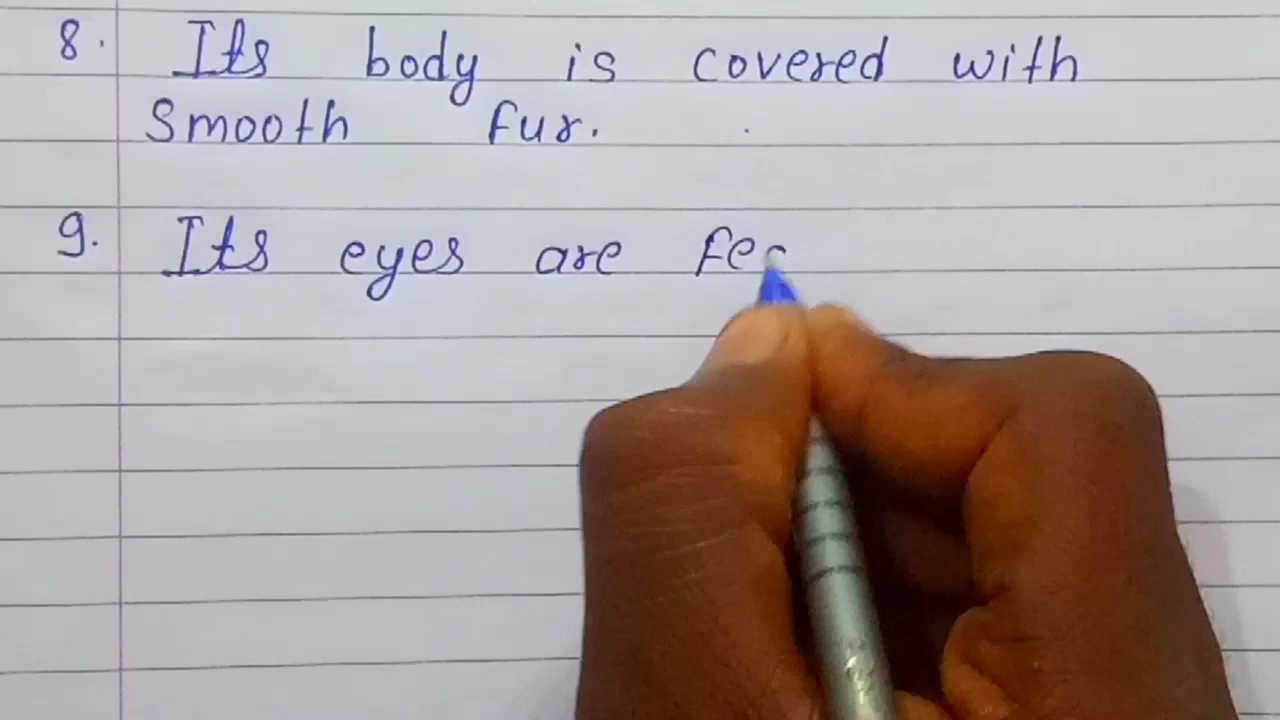 8. Its body is covered with
smooth fur.
9. Its eyes are